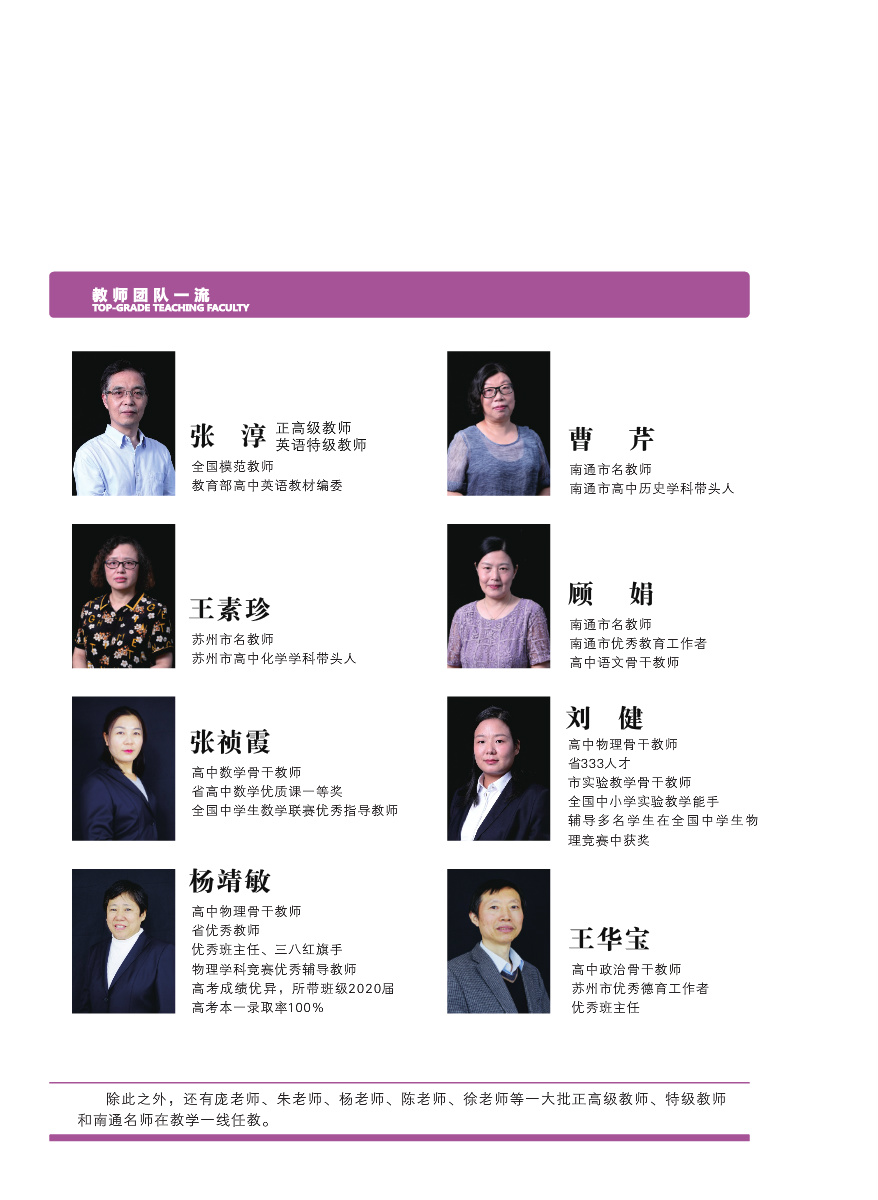 教师团队一流
TOP-GRADE TEACHING FACULTY
张 淳
正高级教师
英语特级教师
全国模范教师
教育部高中英语教材编委
曹 芹
南通市名教师
南通市高中历史学科带头人
王素珍
苏州市名教师
苏州市高中化学学科带头人
顾 娟
南通市名教师
南通市优秀教育工作者
高中语文骨干教师
张祯霞
高中数学骨干教师
省高中数学优质课一等奖
全国中学生数学联赛优秀指导教师
刘 健
高中物理骨干教师
省333人才
市实验教学骨干教师
全国中小学实验教学能手
辅导多名学生在全国中学生物
理竞赛中获奖
杨靖敏
高中物理骨干教师
省优秀教师
优秀班主任、三八红旗手
物理学科竞赛优秀辅导教师
高考成绩优异，所带班级2020届
高考本一录取率100%
王华宝
高中政治骨干教师
苏州市优秀德育工作者
优秀班主任
除此之外，还有庞老师、朱老师、杨老师、陈老师、徐老师等一大批正高级教师、特级教师
和南通名师在教学一线任教。